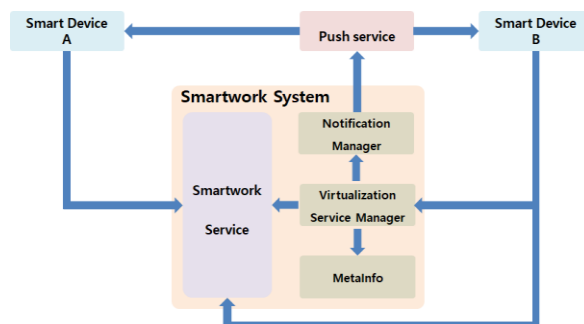 Smart Device
A
Push service
Smart Device
B
Smartwork System
Smartwork
Service
Notification
Manager
Virtualization
Service Manager
MetaInfo